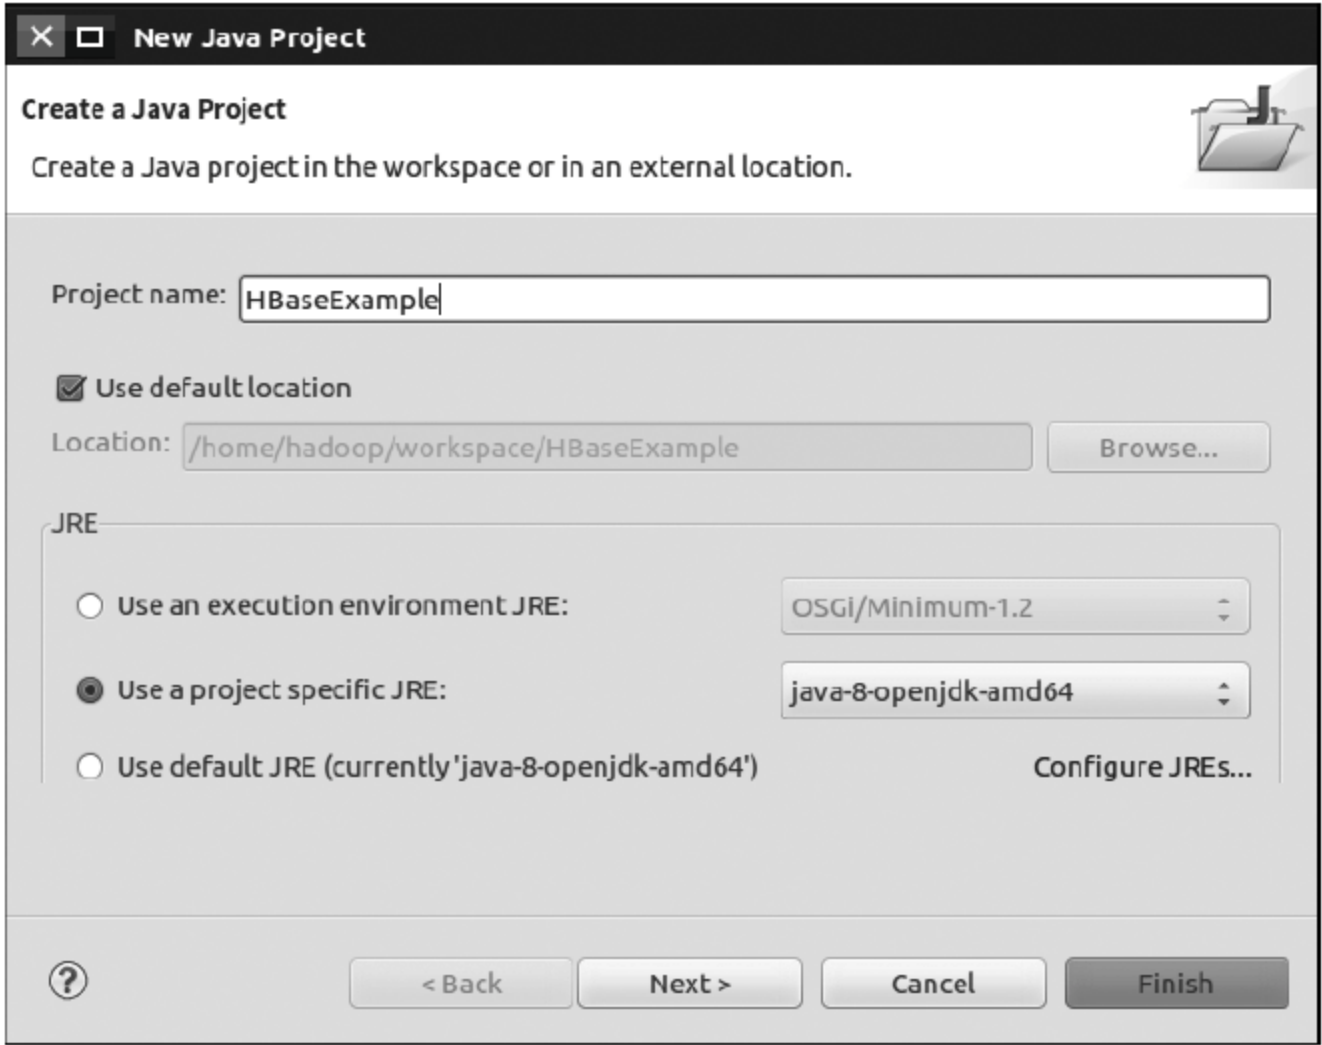 New Java Project
Create a Java Project
Create a Java project in the workspace or in an external location.
Project name: HBaseExample
Use default location
Location: /home/hadoop/workspace/HBaseExample Browse...
JRE
Use an execution environment JRE: OSGi/Minimum-1.2
Use a project specific JRE: java-8-openjdk-amd64
Use default JRE (currently 'java-8-openjdk-amd64') Configure JREs...
? < Back Next > Cancel Finish